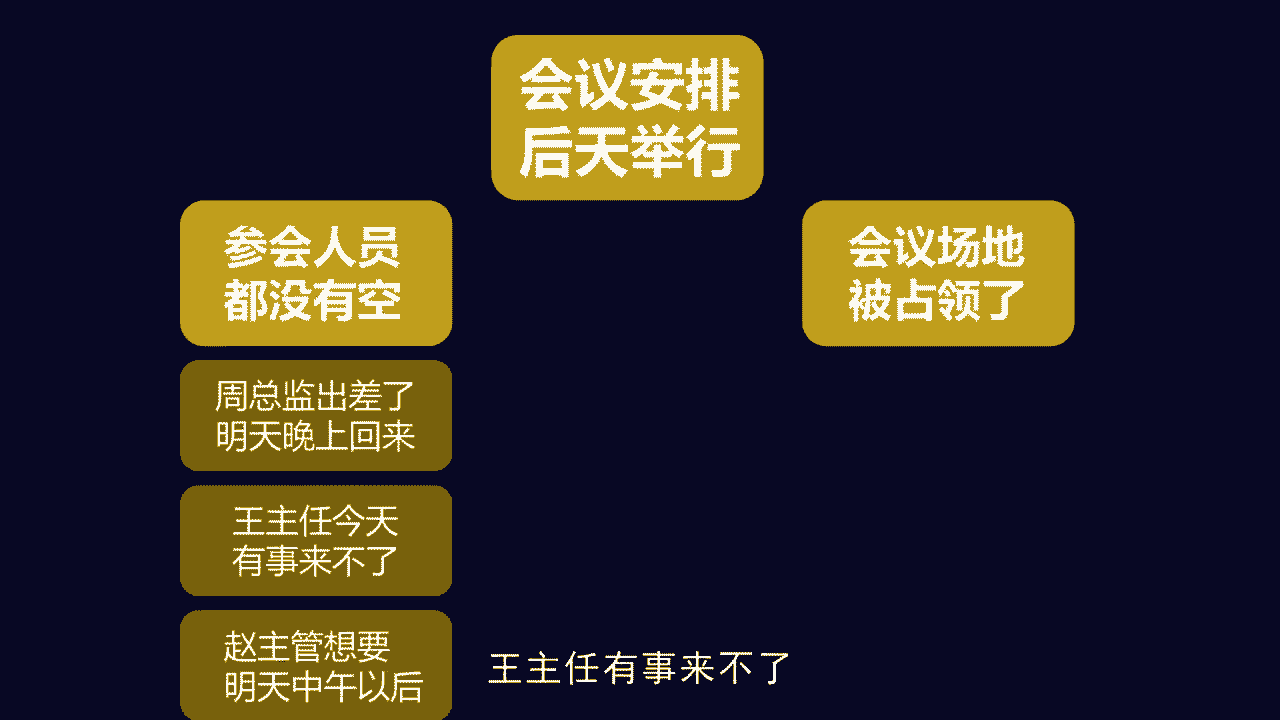 会议安排
后天举行
参会人员
都没有空
会议场地
被占领了
周总监出差了
明天晚上回来
王主任今天
有事来不了
赵主管想要
明天中午以后
王主任有事来不了